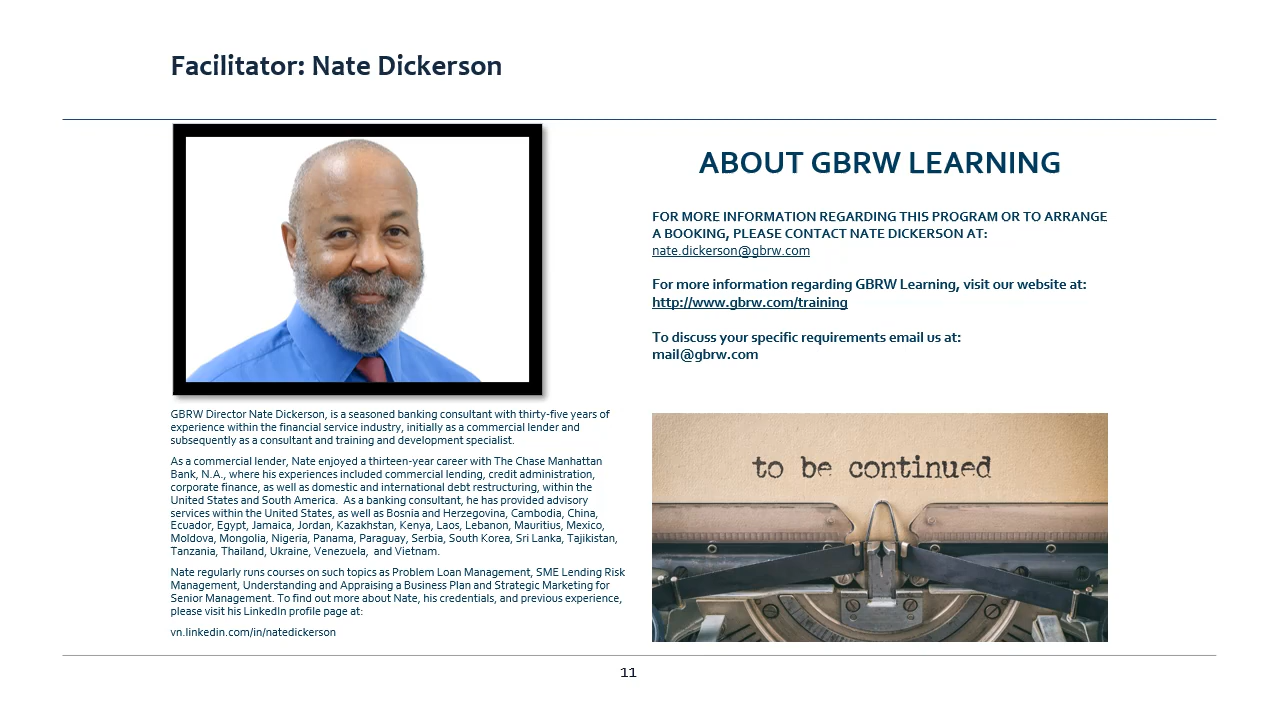 Facilitator: Nate Dickerson
GBRW Director Nate Dickerson, is a seasoned banking consultant with thirty-five years of
experience within the financial service industry, initially as a commercial lender and
subsequently as a consultant and training and development specialist.
As a commercial lender, Nate enjoyed a thirteen-year career with The Chase Manhattan
Bank, N.A., where his experiences included commercial lending, credit administration,
corporate finance, as well as domestic and international debt restructuring, within the
United States and South America.  As a banking consultant, he has provided advisory
services within the United States, as well as Bosnia and Herzegovina, Cambodia, China,
Ecuador, Egypt, Jamaica, Jordan, Kazakhstan, Kenya, Laos, Lebanon, Mauritius, Mexico,
Moldova, Mongolia, Nigeria, Panama, Paraguay, Serbia, South Korea, Sri Lanka, Tajikistan,
Tanzania, Thailand, Ukraine, Venezuela,  and Vietnam.
Nate regularly runs courses on such topics as Problem Loan Management, SME Lending Risk
Management, Understanding and Appraising a Business Plan and Strategic Marketing for
Senior Management. To find out more about Nate, his credentials, and previous experience,
please visit his LinkedIn profile page at:
vn.linkedin.com/in/natedickerson
ABOUT GBRW LEARNING
FOR MORE INFORMATION REGARDING THIS PROGRAM OR TO ARRANGE
A BOOKING, PLEASE CONTACT NATE DICKERSON AT:
nate.dickerson@gbrw.com
For more information regarding GBRW Learning, visit our website at:
http://www.gbrw.com/training
To discuss your specific requirements email us at:
mail@gbrw.com
to be continued
11